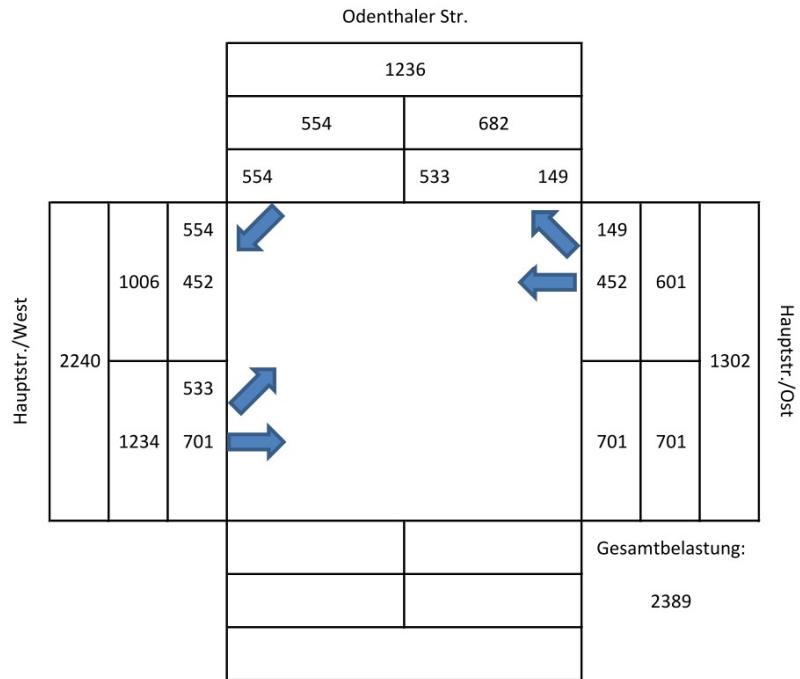 Odenthaler Str.
1236
554 682
554 533 149
554 149
1006 452 452 601
Hauptstr./West
2240 1302
Hauptstr./Ost
533
1234 701 701 701
Gesamtbelastung:
2389